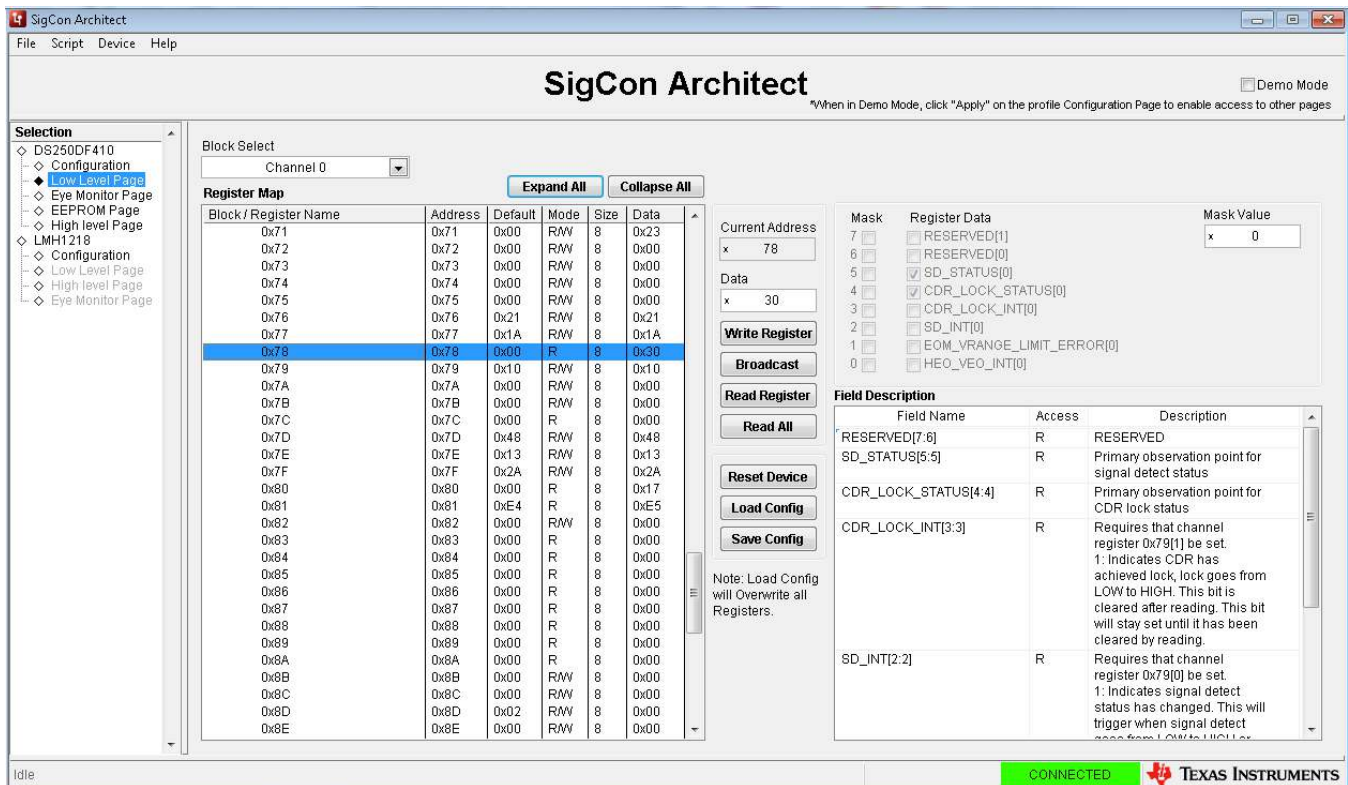 SigCon Architect
File Script Device Help
SigCon Architect
Demo Mode
*When in Demo Mode, click "Apply" on the profile Configuration Page to enable access to other pages
Selection
DS250DF410
Configuration
Low Level Page
Eye Monitor Page
EEPROM Page
High level Page
LMH1218
Configuration
Low Level Page
High level Page
Eye Monitor Page
Block Select
Channel 0
Register Map
Expand All Collapse All
Block / Register Name Address Default Mode Size Data
0x71 0x71 0x00 R/W 8 0x23
0x72 0x72 0x00 R/W 8 0x00
0x73 0x73 0x00 R/W 8 0x00
0x74 0x74 0x00 R/W 8 0x00
0x75 0x75 0x00 R/W 8 0x00
0x76 0x76 0x21 R/W 8 0x21
0x77 0x77 0x1A R/W 8 0x1A
0x78 0x78 0x00 R 8 0x30
0x79 0x79 0x10 R/W 8 0x10
0x7A 0x7A 0x00 R/W 8 0x00
0x7B 0x7B 0x00 R/W 8 0x00
0x7C 0x7C 0x00 R 8 0x00
0x7D 0x7D 0x48 R/W 8 0x48
0x7E 0x7E 0x13 R/W 8 0x13
0x7F 0x7F 0x2A R/W 8 0x2A
0x80 0x80 0x00 R 8 0x17
0x81 0x81 0xE4 R 8 0xE5
0x82 0x82 0x00 R/W 8 0x00
0x83 0x83 0x00 R 8 0x00
0x84 0x84 0x00 R 8 0x00
0x85 0x85 0x00 R 8 0x00
0x86 0x86 0x00 R 8 0x00
0x87 0x87 0x00 R 8 0x00
0x88 0x88 0x00 R 8 0x00
0x89 0x89 0x00 R 8 0x00
0x8A 0x8A 0x00 R 8 0x00
0x8B 0x8B 0x00 R/W 8 0x00
0x8C 0x8C 0x00 R/W 8 0x00
0x8D 0x8D 0x02 R/W 8 0x00
0x8E 0x8E 0x00 R/W 8 0x00
Current Address
x 78
Data
x 30
Write Register
Broadcast
Read Register
Read All
Reset Device
Load Config
Save Config
Note: Load Config
will Overwrite all
Registers.
Mask Register Data
7 RESERVED[1]
6 RESERVED[0]
5 SD_STATUS[0]
4 CDR_LOCK_STATUS[0]
3 CDR_LOCK_INT[0]
2 SD_INT[0]
1 EOM_VRANGE_LIMIT_ERROR[0]
0 HEO_VEO_INT[0]
Mask Value
x 0
Field Description
Field Name Access Description
RESERVED[7:6] R RESERVED
SD_STATUS[5:5] R Primary observation point for
signal detect status
CDR_LOCK_STATUS[4:4] R Primary observation point for
CDR lock status
CDR_LOCK_INT[3:3] R Requires that channel
register 0x79[1] be set.
1: Indicates CDR has
achieved lock, lock goes from
LOW to HIGH. This bit is
cleared after reading. This bit
will stay set until it has been
cleared by reading.
SD_INT[2:2] R Requires that channel
register 0x79[0] be set.
1: Indicates signal detect
status has changed. This will
trigger when signal detect
goes from LOW to HIGH or
Idle
CONNECTED
TEXAS INSTRUMENTS